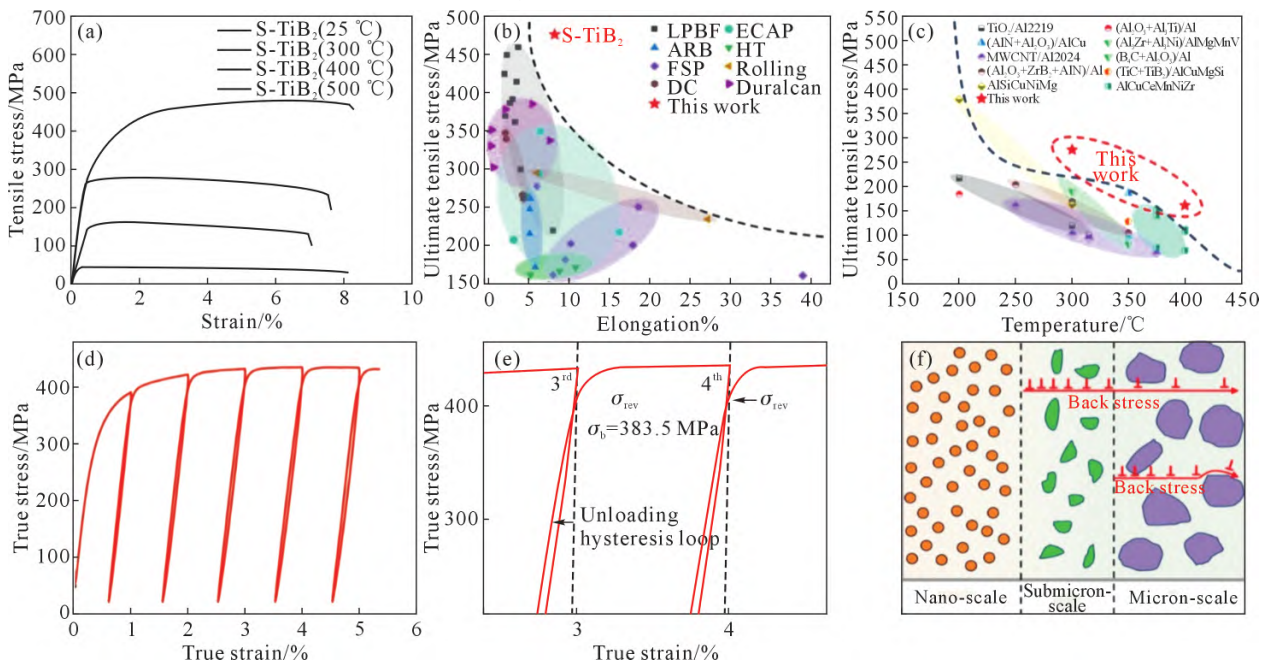 (a)
S-TiB₂(25 ℃)
S-TiB₂(300 ℃)
S-TiB₂(400 ℃)
S-TiB₂(500 ℃)
Tensile stress/MPa
700
600
500
400
300
200
100
0
0 2 4 6 8 10
Strain/%
(b)
S-TiB₂
LPBF
ARB
FSP
DC
This work
ECAP
HT
Rolling
Duralcan
Ultimate tensile stress/MPa
500
450
400
350
300
250
200
150
0 5 10 15 20 25 30 35 40
Elongation%
(c)
TiO₂/Al2219
(AlN+Al₂O₃)/AlCu
MWCNT/Al2024
(Al₂O₃+ZrB₂+AlN)/Al
AlSiCuNiMg
This work
(Al₂O₃+Al₃Ti)/Al
(Al₃Zr+Al₃Ni)/AlMgMnV
(B₄C+Al₂O₃)/Al
(TiC+TiB₂)/AlCuMgSi
AlCuCeMnNiZr
This
work
Ultimate tensile stress/MPa
550
500
450
400
350
300
250
200
150
100
50
0
150 200 250 300 350 400 450
Temperature/℃
(d)
True stress/MPa
400
300
200
100
0
0 1 2 3 4 5 6
True strain/%
(e)
3rd
4th
σrev
σrev
σb=383.5 MPa
Unloading
hysteresis loop
True stress/MPa
400
300
3 4
True strain/%
(f)
Back stress
Back stress
Nano-scale
Submicron-
scale
Micron-scale